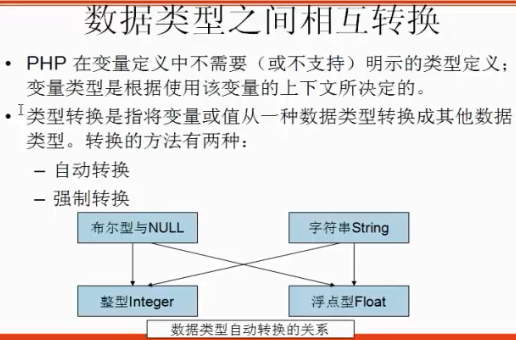 数据类型之间相互转换
• PHP 在变量定义中不需要（或不支持）明示的类型定义；
变量类型是根据使用该变量的上下文所决定的。
• 类型转换是指将变量或值从一种数据类型转换成其他数据
类型。转换的方法有两种：
– 自动转换
– 强制转换
布尔型与NULL
字符串String
整型Integer
浮点型Float
数据类型自动转换的关系